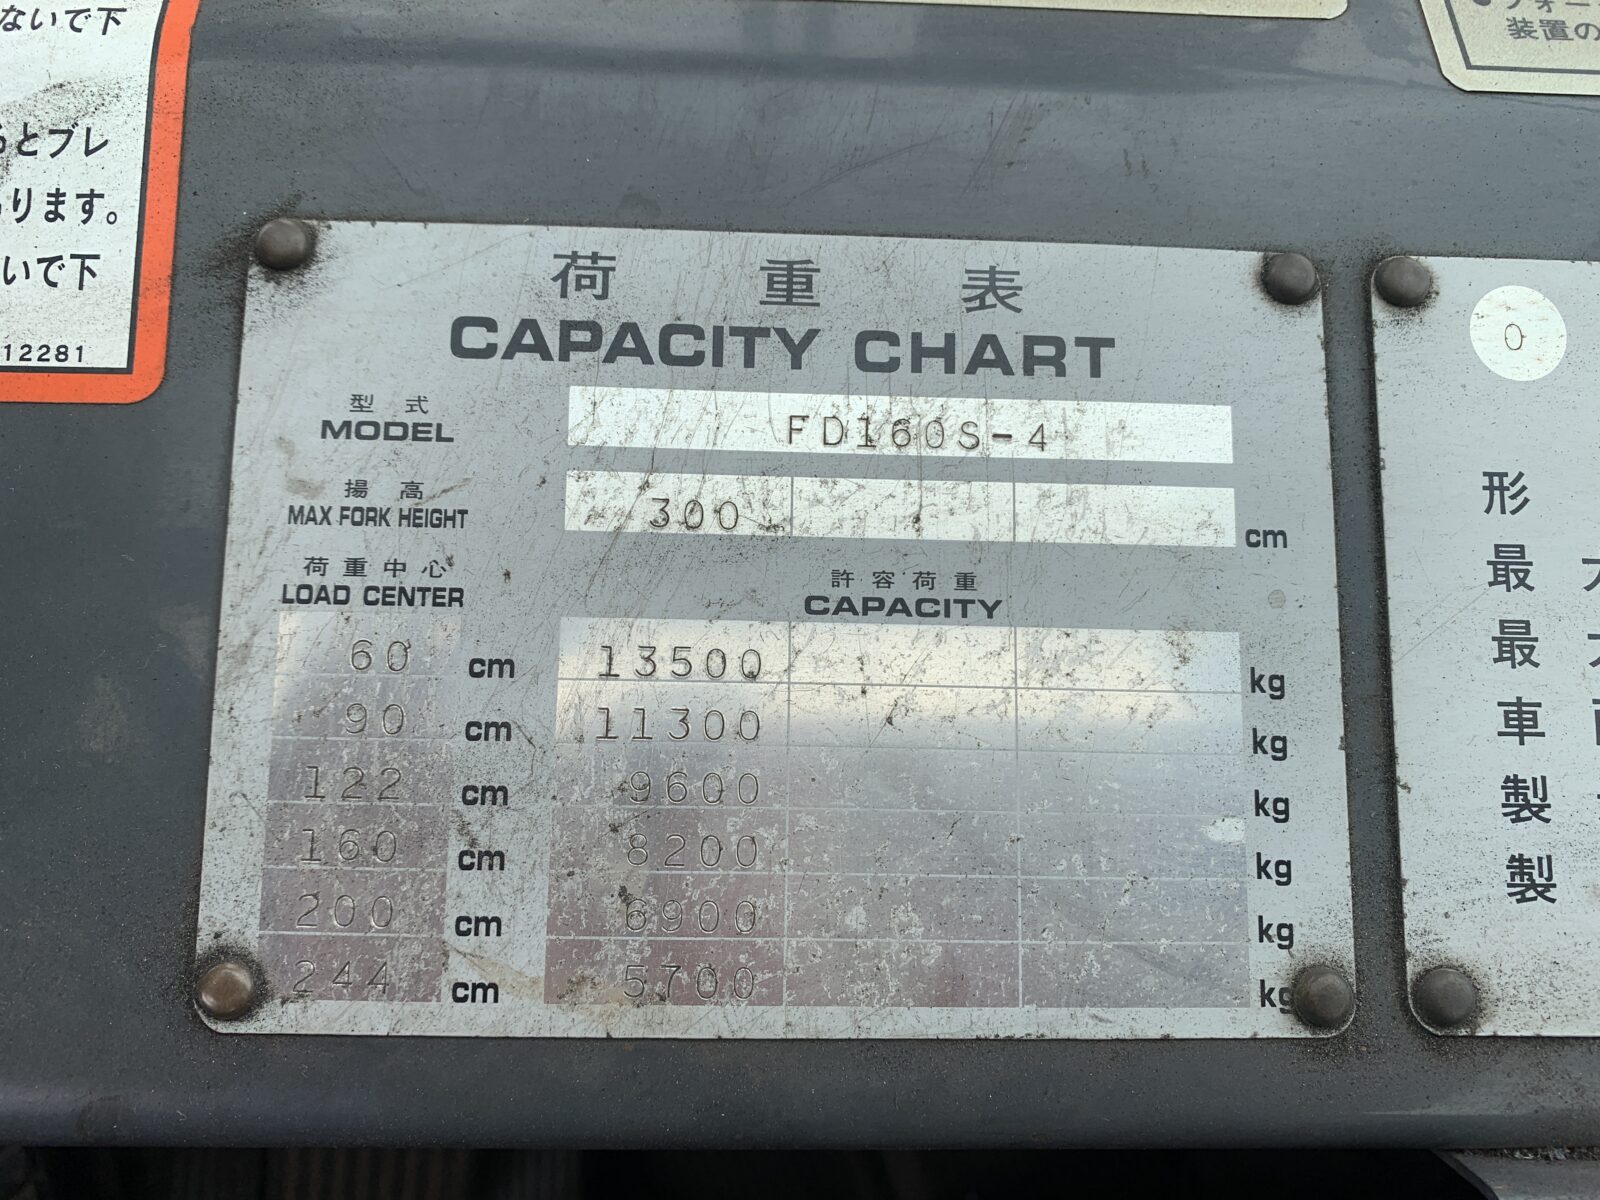 ないで下
とブレ
ります。
いで下
12281
装置の
荷重表
CAPACITY CHART
型式
MODEL
FD160S-4
揚高
MAX FORK HEIGHT
300
cm
荷重中心
LOAD CENTER
許容荷重
CAPACITY
60 cm 13500 kg
90 cm 11300 kg
122 cm 9600 kg
160 cm 8200 kg
200 cm 6900 kg
244 cm 5700 kg
0
形
最
最
車
製
製